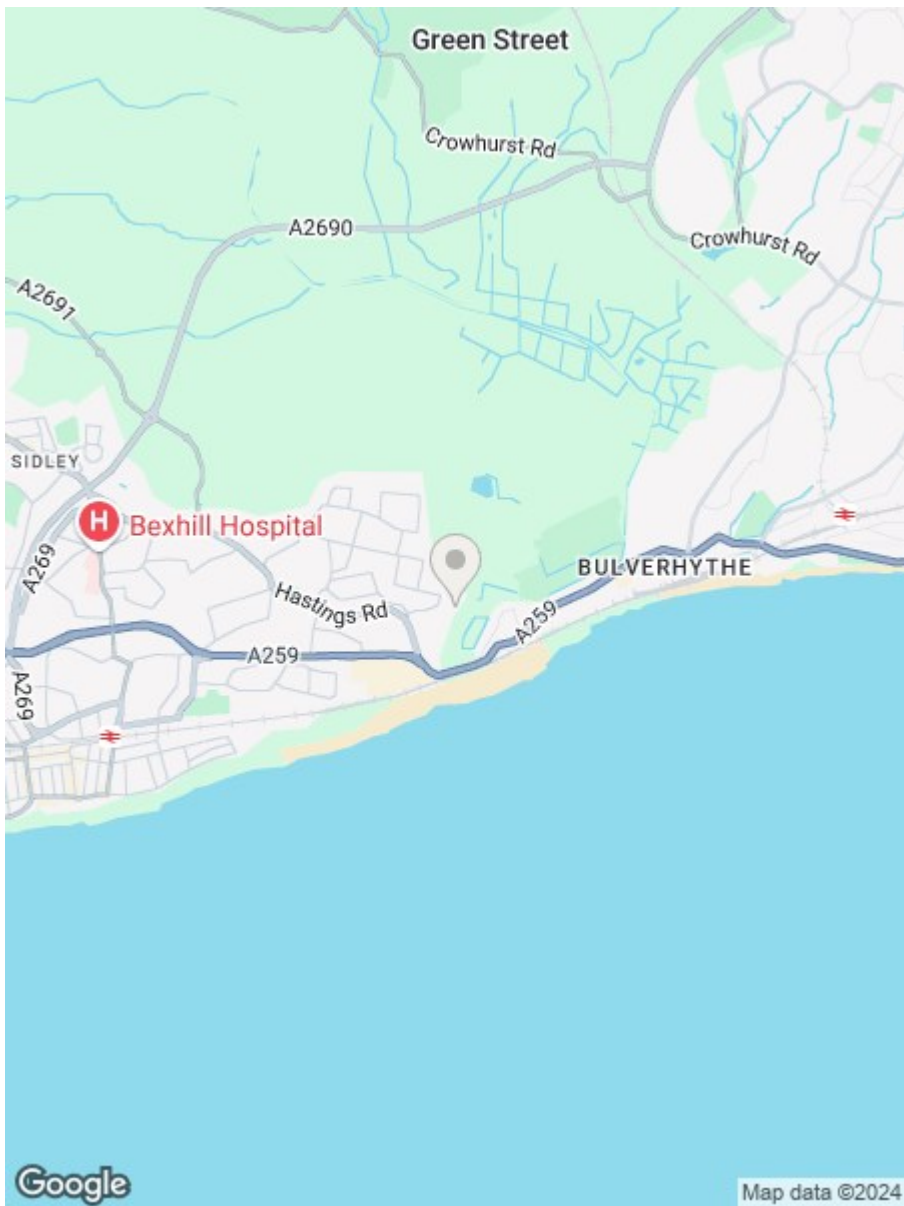 Green Street
Crowhurst Rd
A2690
Crowhurst Rd
A2691
SIDLEY
Bexhill Hospital
H
A269
Hastings Rd
BULVERHYTHE
A259
A259
A269
Google
Map data ©2024